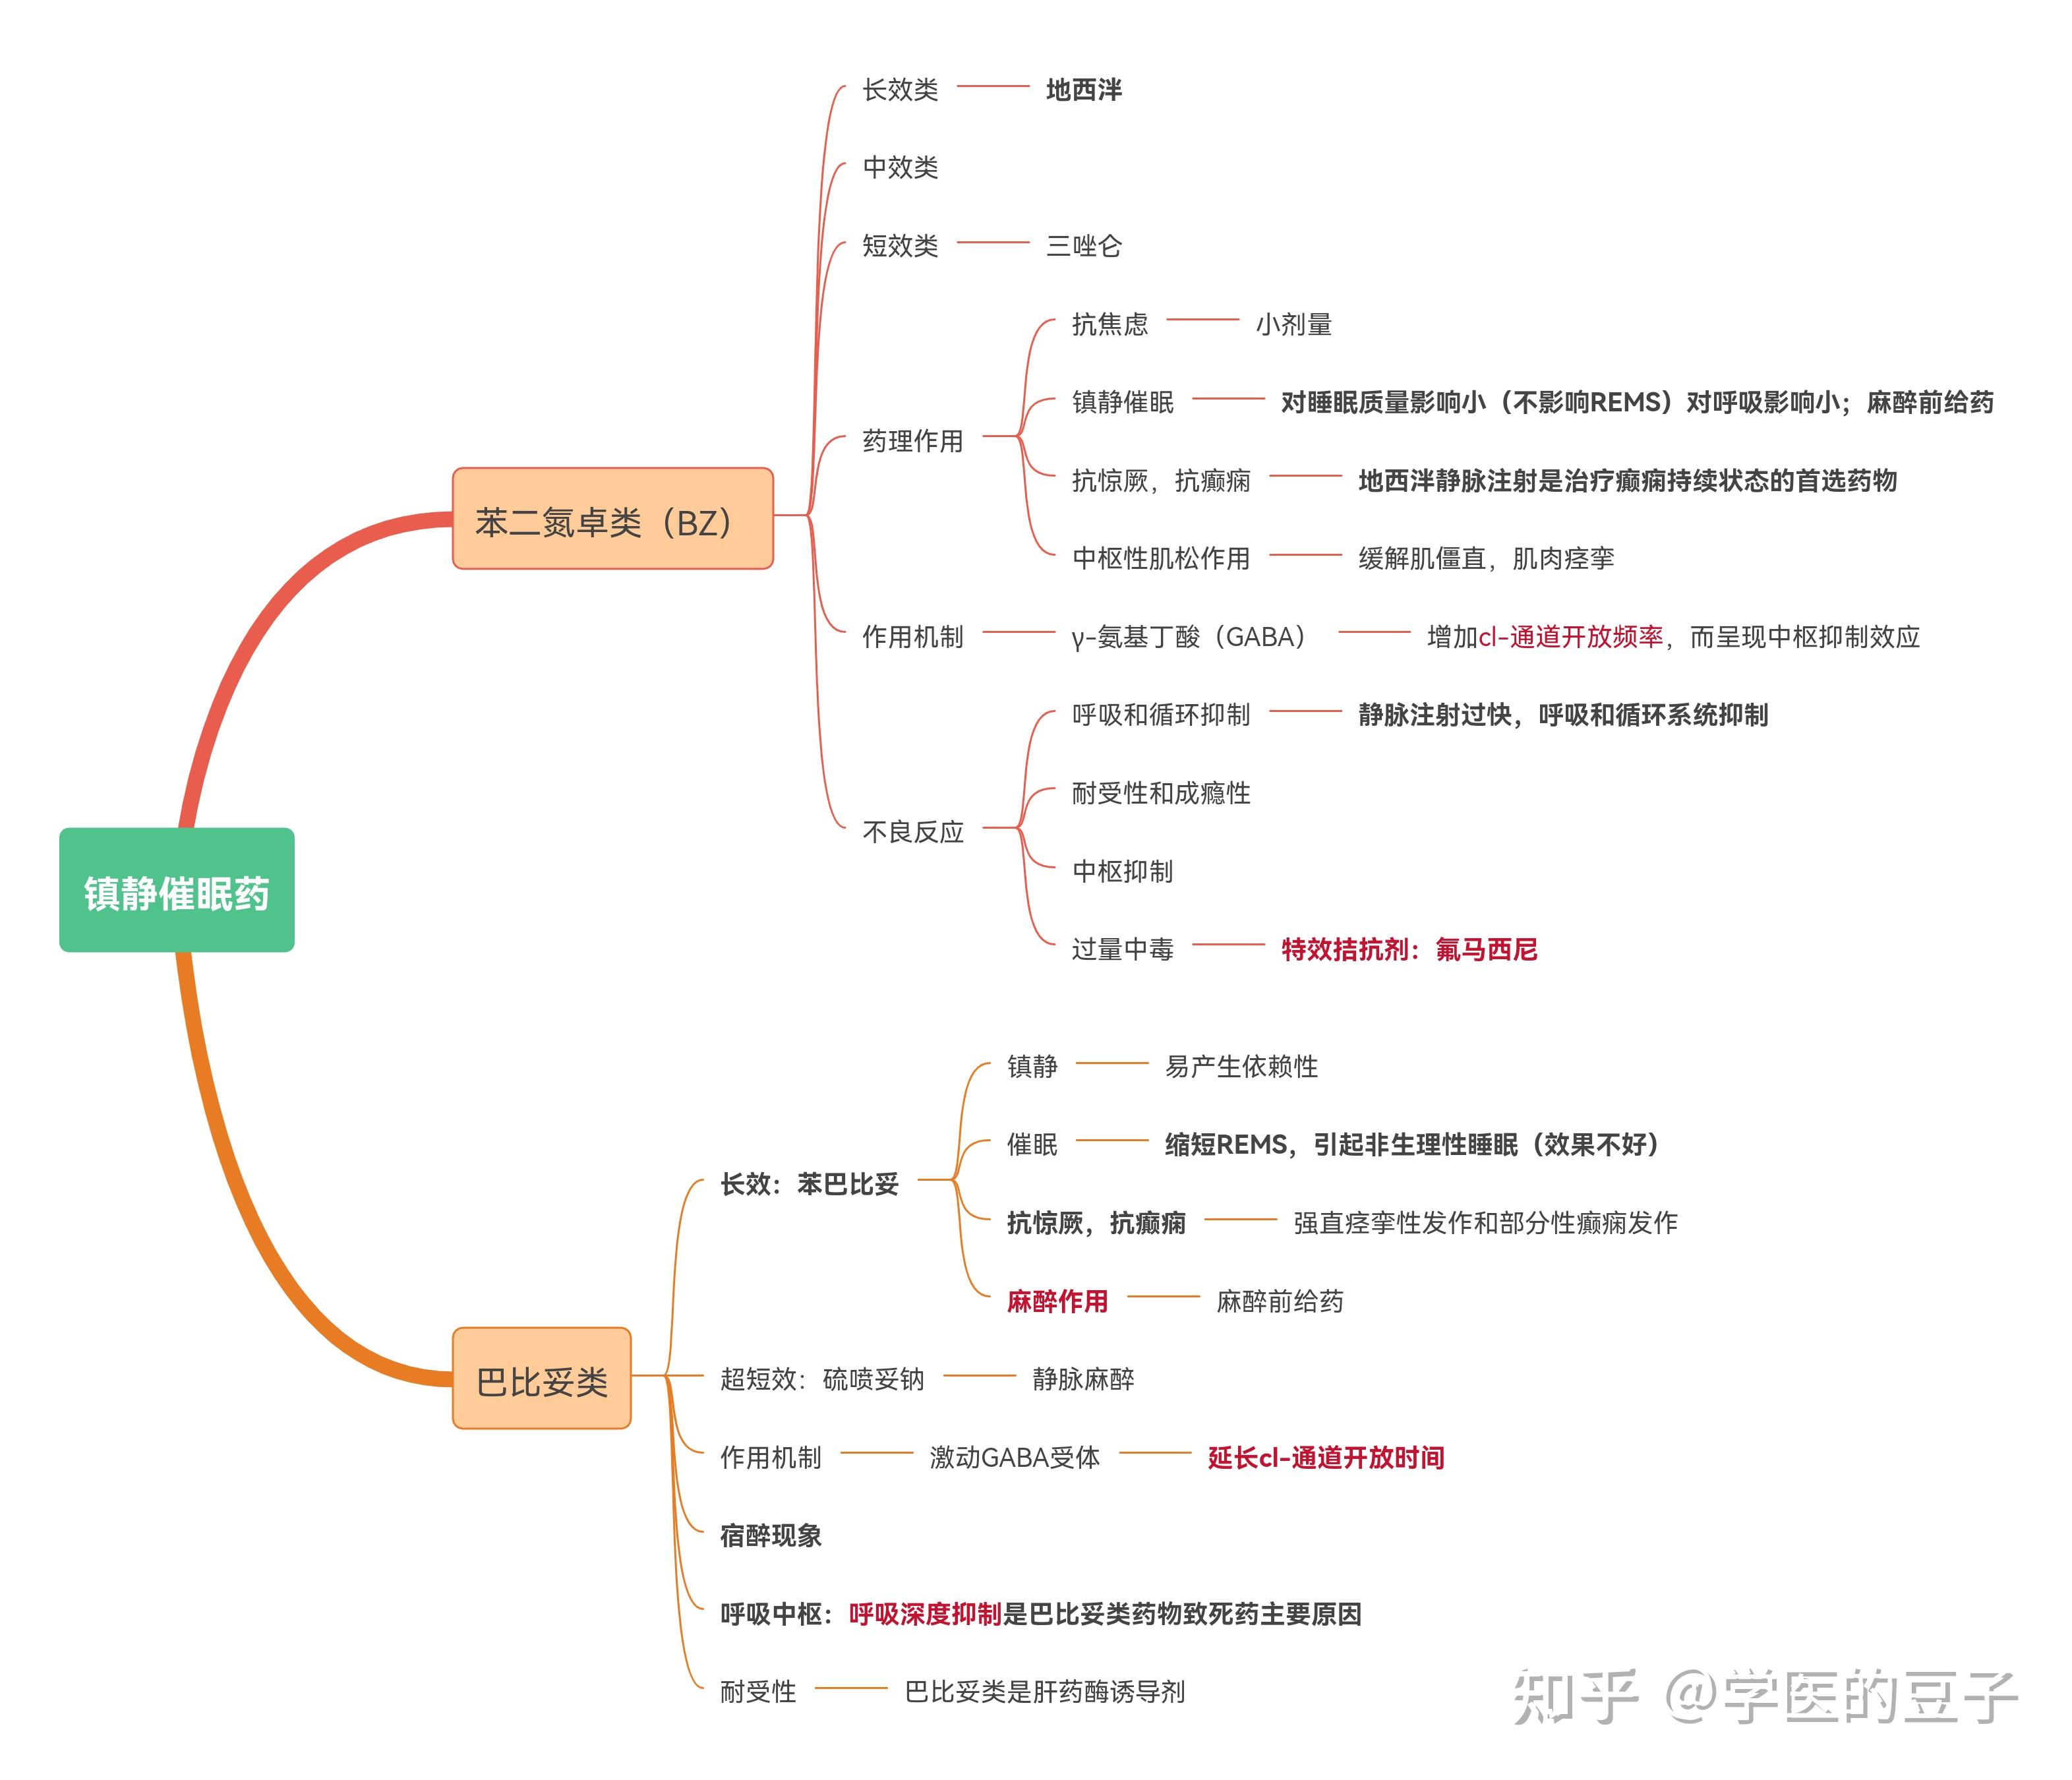 镇静催眠药
苯二氮卓类（BZ）
长效类
地西泮
中效类
短效类
三唑仑
药理作用
抗焦虑
小剂量
镇静催眠
对睡眠质量影响小（不影响REMS）对呼吸影响小；麻醉前给药
抗惊厥，抗癫痫
地西泮静脉注射是治疗癫痫持续状态的首选药物
中枢性肌松作用
缓解肌僵直，肌肉痉挛
作用机制
γ-氨基丁酸（GABA）
增加cl-通道开放频率，而呈现中枢抑制效应
不良反应
呼吸和循环抑制
静脉注射过快，呼吸和循环系统抑制
耐受性和成瘾性
中枢抑制
过量中毒
特效拮抗剂：氟马西尼
巴比妥类
长效：苯巴比妥
镇静
易产生依赖性
催眠
缩短REMS，引起非生理性睡眠（效果不好）
抗惊厥，抗癫痫
强直痉挛性发作和部分性癫痫发作
麻醉作用
麻醉前给药
超短效：硫喷妥钠
静脉麻醉
作用机制
激动GABA受体
延长cl-通道开放时间
宿醉现象
呼吸中枢：呼吸深度抑制是巴比妥类药物致死药主要原因
耐受性
巴比妥类是肝药酶诱导剂
知乎 @学医的豆子